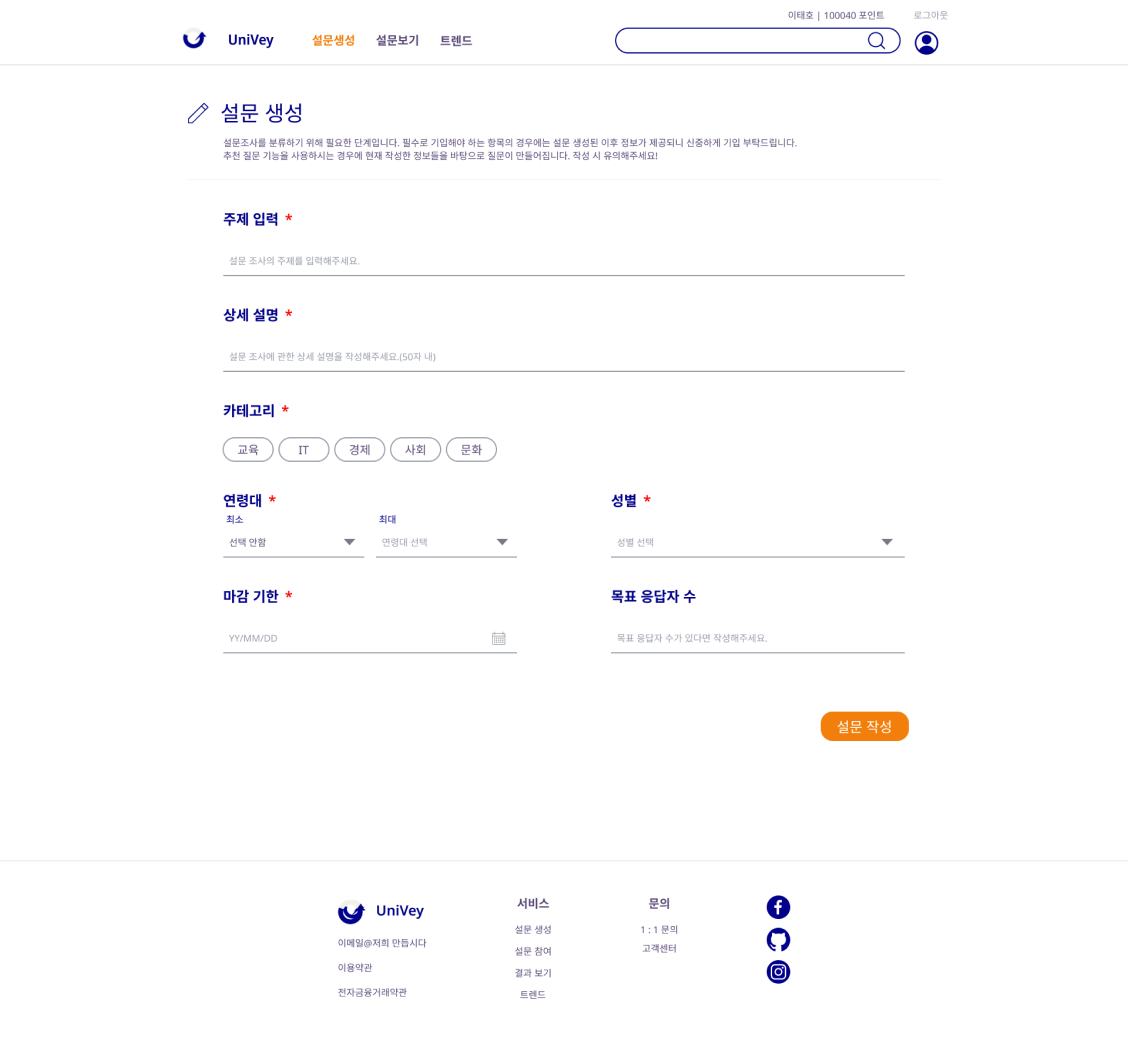 이태호 | 100040 포인트 로그아웃
UniVey 설문생성 설문보기 트렌드
설문 생성
설문조사를 분류하기 위해 필요한 단계입니다. 필수로 기입해야 하는 항목의 경우에는 설문 생성된 이후 정보가 제공되니 신중하게 기입 부탁드립니다.
추천 질문 기능을 사용하시는 경우에 현재 작성한 정보들을 바탕으로 질문이 만들어집니다. 작성 시 유의해주세요!
주제 입력 *
설문 조사의 주제를 입력해주세요.
상세 설명 *
설문 조사에 관한 상세 설명을 작성해주세요.(50자 내)
카테고리 *
교육 IT 경제 사회 문화
연령대 * 성별 *
최소 최대
선택 안함 연령대 선택 성별 선택
마감 기한 * 목표 응답자 수
YY/MM/DD 목표 응답자 수가 있다면 작성해주세요.
설문 작성
UniVey
이메일@저희 만듭시다
이용약관
전자금융거래약관
서비스
설문 생성
설문 참여
결과 보기
트렌드
문의
1 : 1 문의
고객센터